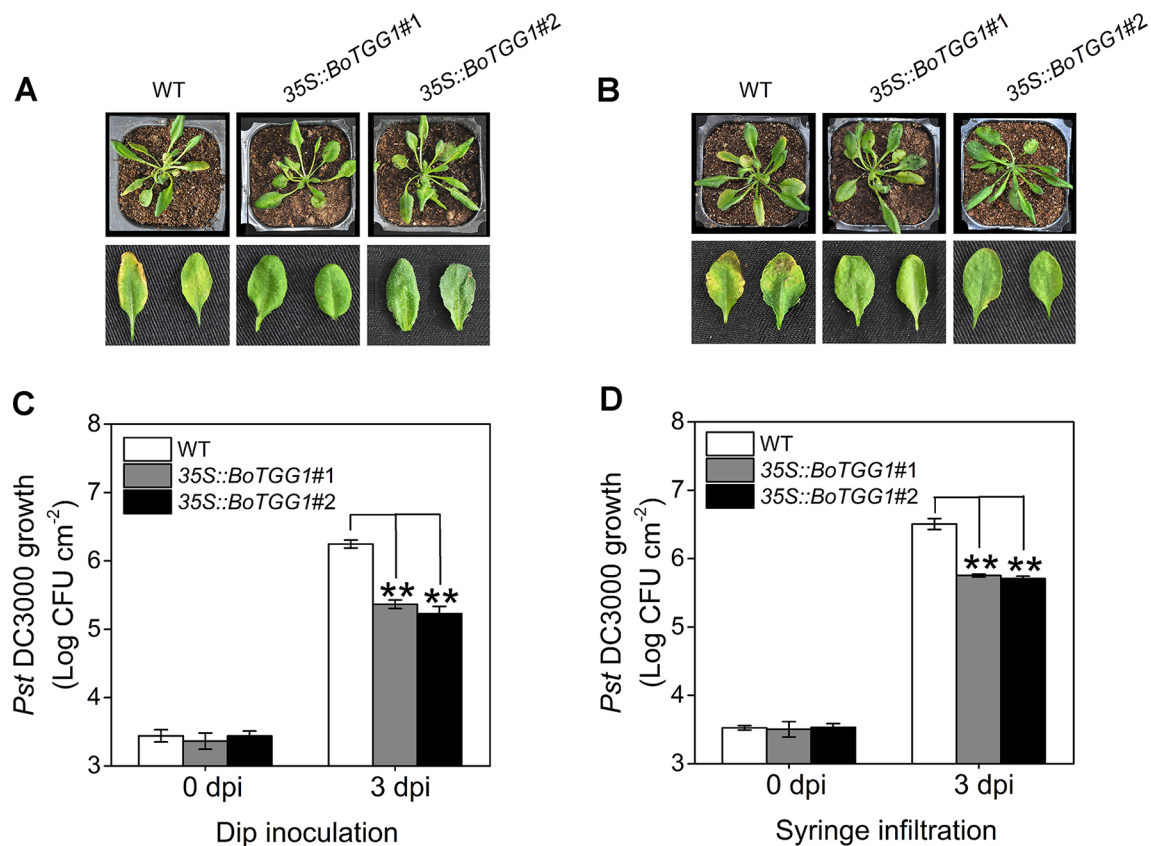 A
WT
35S::BoTGG1#1
35S::BoTGG1#2
B
WT
35S::BoTGG1#1
35S::BoTGG1#2
C
Pst DC3000 growth
(Log CFU cm-2)
8
7
6
5
4
3
WT
35S::BoTGG1#1
35S::BoTGG1#2
**
**
0 dpi
3 dpi
Dip inoculation
D
Pst DC3000 growth
(Log CFU cm-2)
8
7
6
5
4
3
WT
35S::BoTGG1#1
35S::BoTGG1#2
**
**
0 dpi
3 dpi
Syringe infiltration